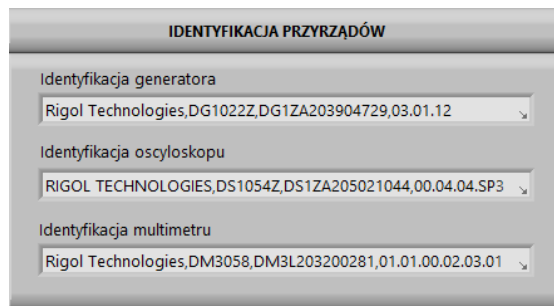 IDENTYFIKACJA PRZYRZĄDÓW
Identyfikacja generatora
Rigol Technologies,DG1022Z,DG1ZA203904729,03.01.12
Identyfikacja oscyloskopu
RIGOL TECHNOLOGIES,DS1054Z,DS1ZA205021044,00.04.04.SP3
Identyfikacja multimetru
Rigol Technologies,DM3058,DM3L203200281,01.01.00.02.03.01